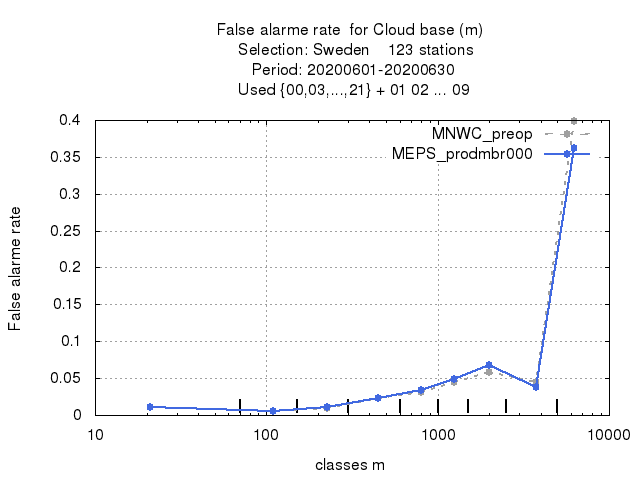 False alarme rate  for Cloud base (m)
Selection: Sweden    123 stations
Period: 20200601-20200630
Used {00,03,...,21} + 01 02 ... 09
MNWC_preop
MEPS_prodmbr000
False alarme rate
0.4
0.35
0.3
0.25
0.2
0.15
0.1
0.05
0
10
100
1000
10000
classes m